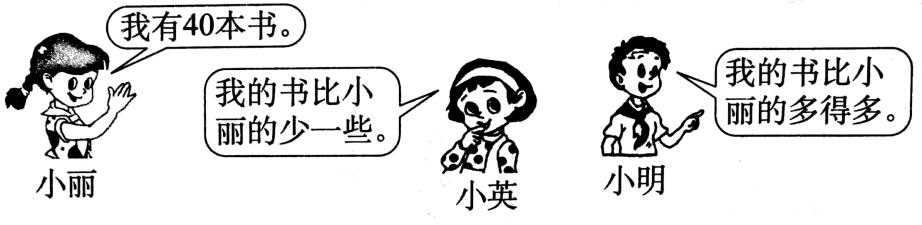 我有40本书。
我的书比小
丽的少一些。
我的书比小
丽的多得多。
小丽
小英
小明